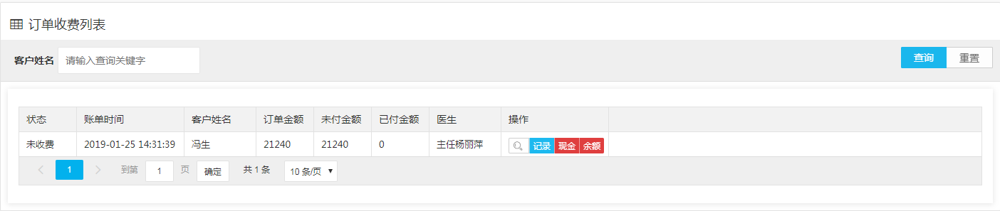 订单收费列表
客户姓名 请输入查询关键字 查询 重置
状态 账单时间 客户姓名 订单金额 未付金额 已付金额 医生 操作
未收费 2019-01-25 14:31:39 冯生 21240 21240 0 主任杨丽萍 记录 现金 余额
1 到第 1 页 确定 共 1 条 10 条/页